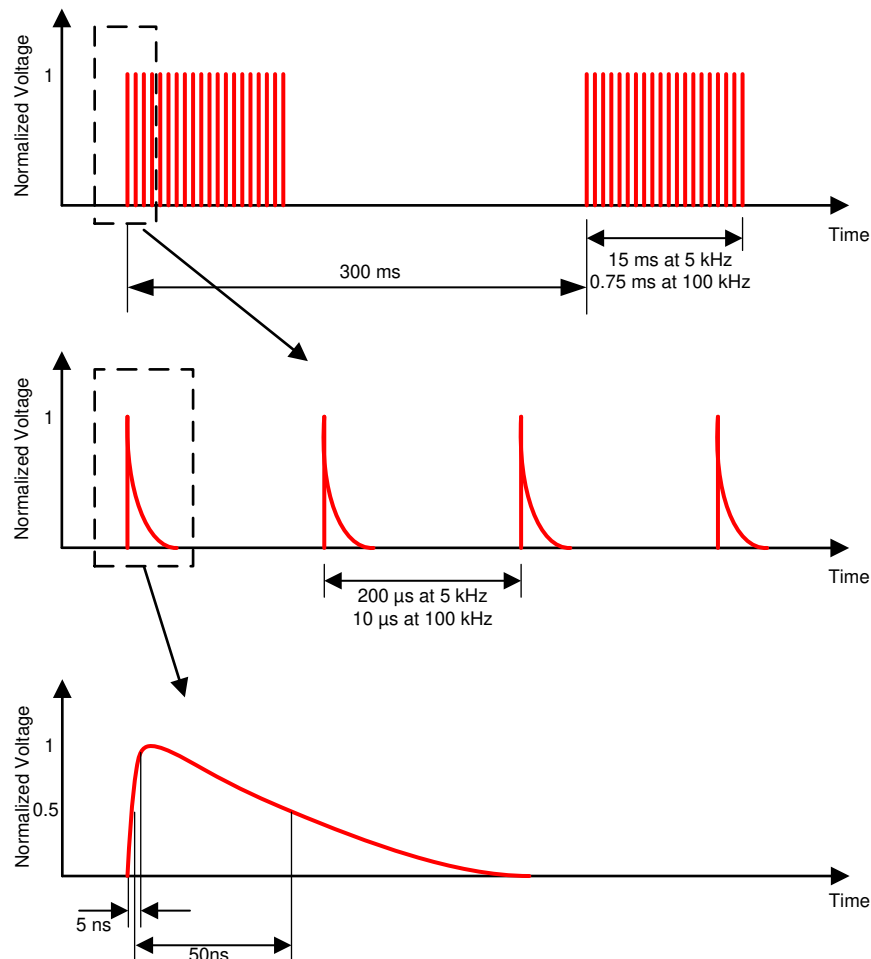 Normalized Voltage
1
Time
15 ms at 5 kHz
0.75 ms at 100 kHz
300 ms
Normalized Voltage
1
Time
200 µs at 5 kHz
10 µs at 100 kHz
Normalized Voltage
1
0.5
Time
5 ns
50ns